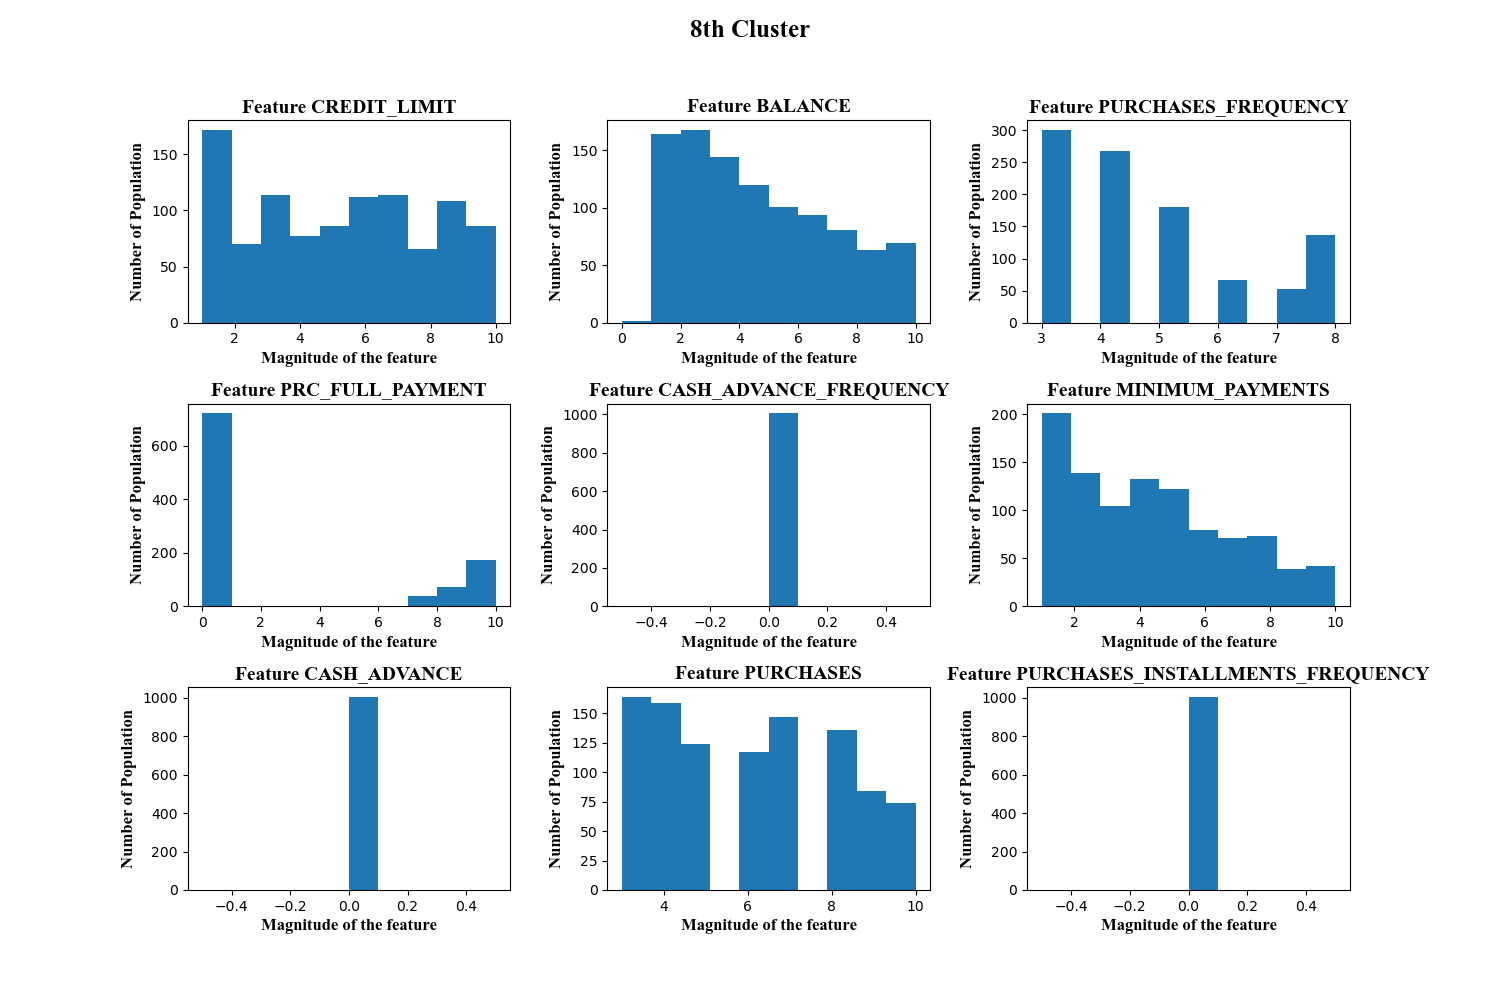 8th Cluster
Feature CREDIT_LIMIT
Number of Population
150
100
50
0
2 4 6 8 10
Magnitude of the feature
Feature BALANCE
Number of Population
150
100
50
0
0 2 4 6 8 10
Magnitude of the feature
Feature PURCHASES_FREQUENCY
Number of Population
300
250
200
150
100
50
0
3 4 5 6 7 8
Magnitude of the feature
Feature PRC_FULL_PAYMENT
Number of Population
600
400
200
0
0 2 4 6 8 10
Magnitude of the feature
Feature CASH_ADVANCE_FREQUENCY
Number of Population
1000
800
600
400
200
0
−0.4 −0.2 0.0 0.2 0.4
Magnitude of the feature
Feature MINIMUM_PAYMENTS
Number of Population
200
150
100
50
0
2 4 6 8 10
Magnitude of the feature
Feature CASH_ADVANCE
Number of Population
1000
800
600
400
200
0
−0.4 −0.2 0.0 0.2 0.4
Magnitude of the feature
Feature PURCHASES
Number of Population
150
125
100
75
50
25
0
4 6 8 10
Magnitude of the feature
Feature PURCHASES_INSTALLMENTS_FREQUENCY
Number of Population
1000
800
600
400
200
0
−0.4 −0.2 0.0 0.2 0.4
Magnitude of the feature